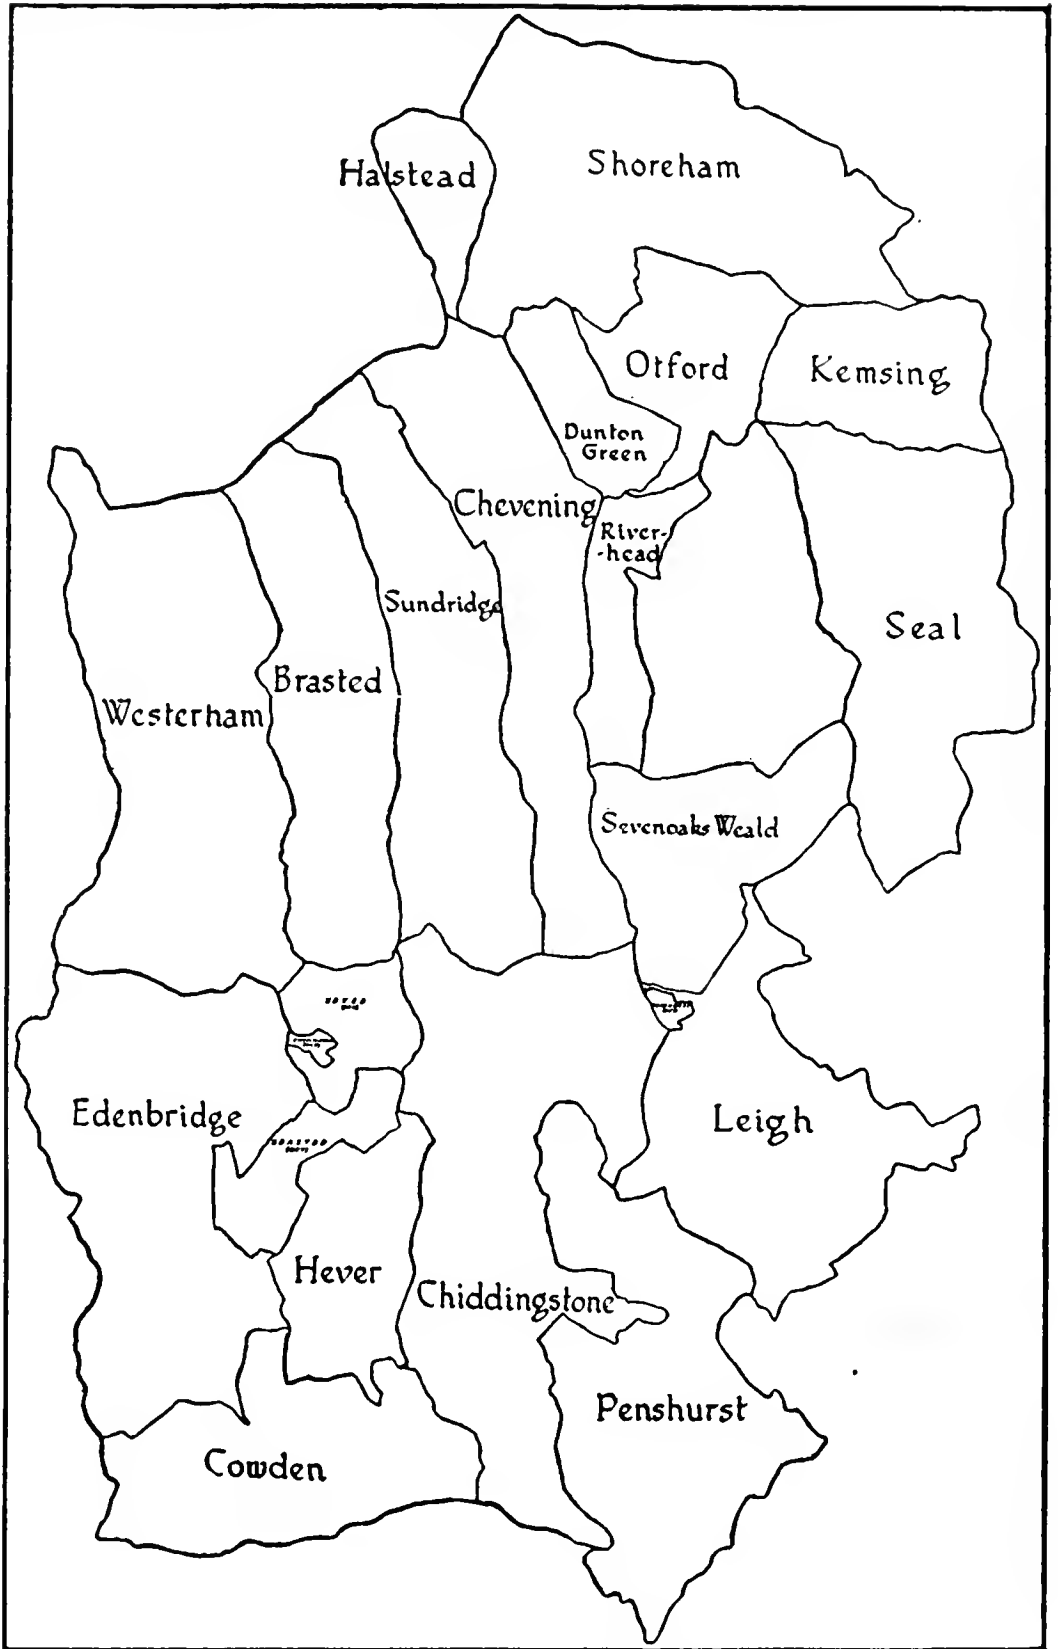 Halstead
Shoreham
Otford
Kemsing
Dunton
Green
Chevening
River-
-head
Sundridge
Seal
Brasted
Westerham
Sevenoaks Weald
Edenbridge
Leigh
Hever
Chiddingstone
Penshurst
Cowden